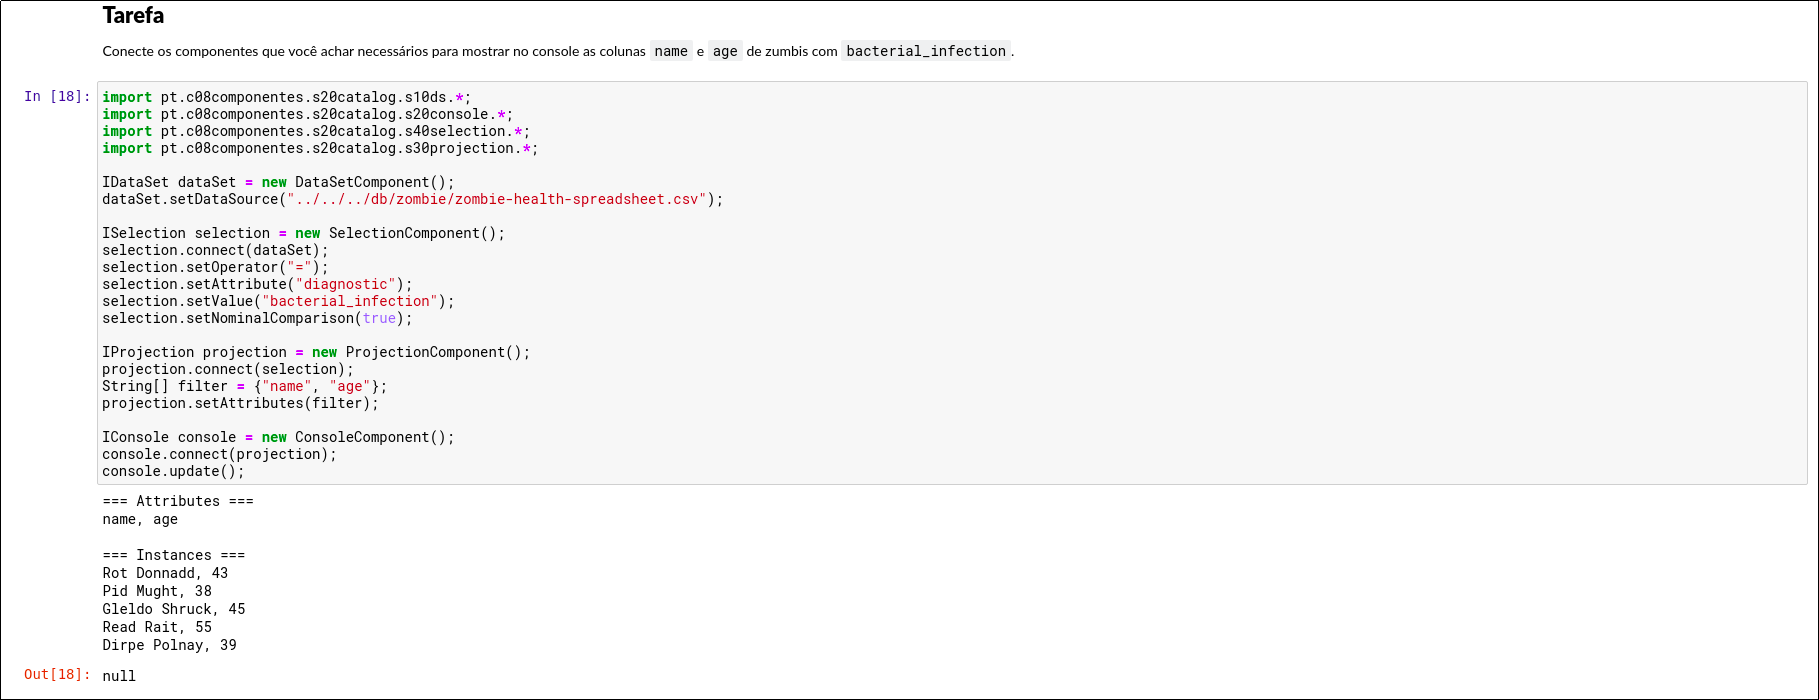 Tarefa
Conecte os componentes que você achar necessários para mostrar no console as colunas name e age de zumbis com bacterial_infection.
In [18]:
import pt.c08componentes.s20catalog.s10ds.*;
import pt.c08componentes.s20catalog.s20console.*;
import pt.c08componentes.s20catalog.s40selection.*;
import pt.c08componentes.s20catalog.s30projection.*;
IDataSet dataSet = new DataSetComponent();
dataSet.setDataSource("../../../db/zombie/zombie-health-spreadsheet.csv");
ISelection selection = new SelectionComponent();
selection.connect(dataSet);
selection.setOperator("=");
selection.setAttribute("diagnostic");
selection.setValue("bacterial_infection");
selection.setNominalComparison(true);
IProjection projection = new ProjectionComponent();
projection.connect(selection);
String[] filter = {"name", "age"};
projection.setAttributes(filter);
IConsole console = new ConsoleComponent();
console.connect(projection);
console.update();
=== Attributes ===
name, age
=== Instances ===
Rot Donnadd, 43
Pid Mught, 38
Gleldo Shruck, 45
Read Rait, 55
Dirpe Polnay, 39
Out[18]: null